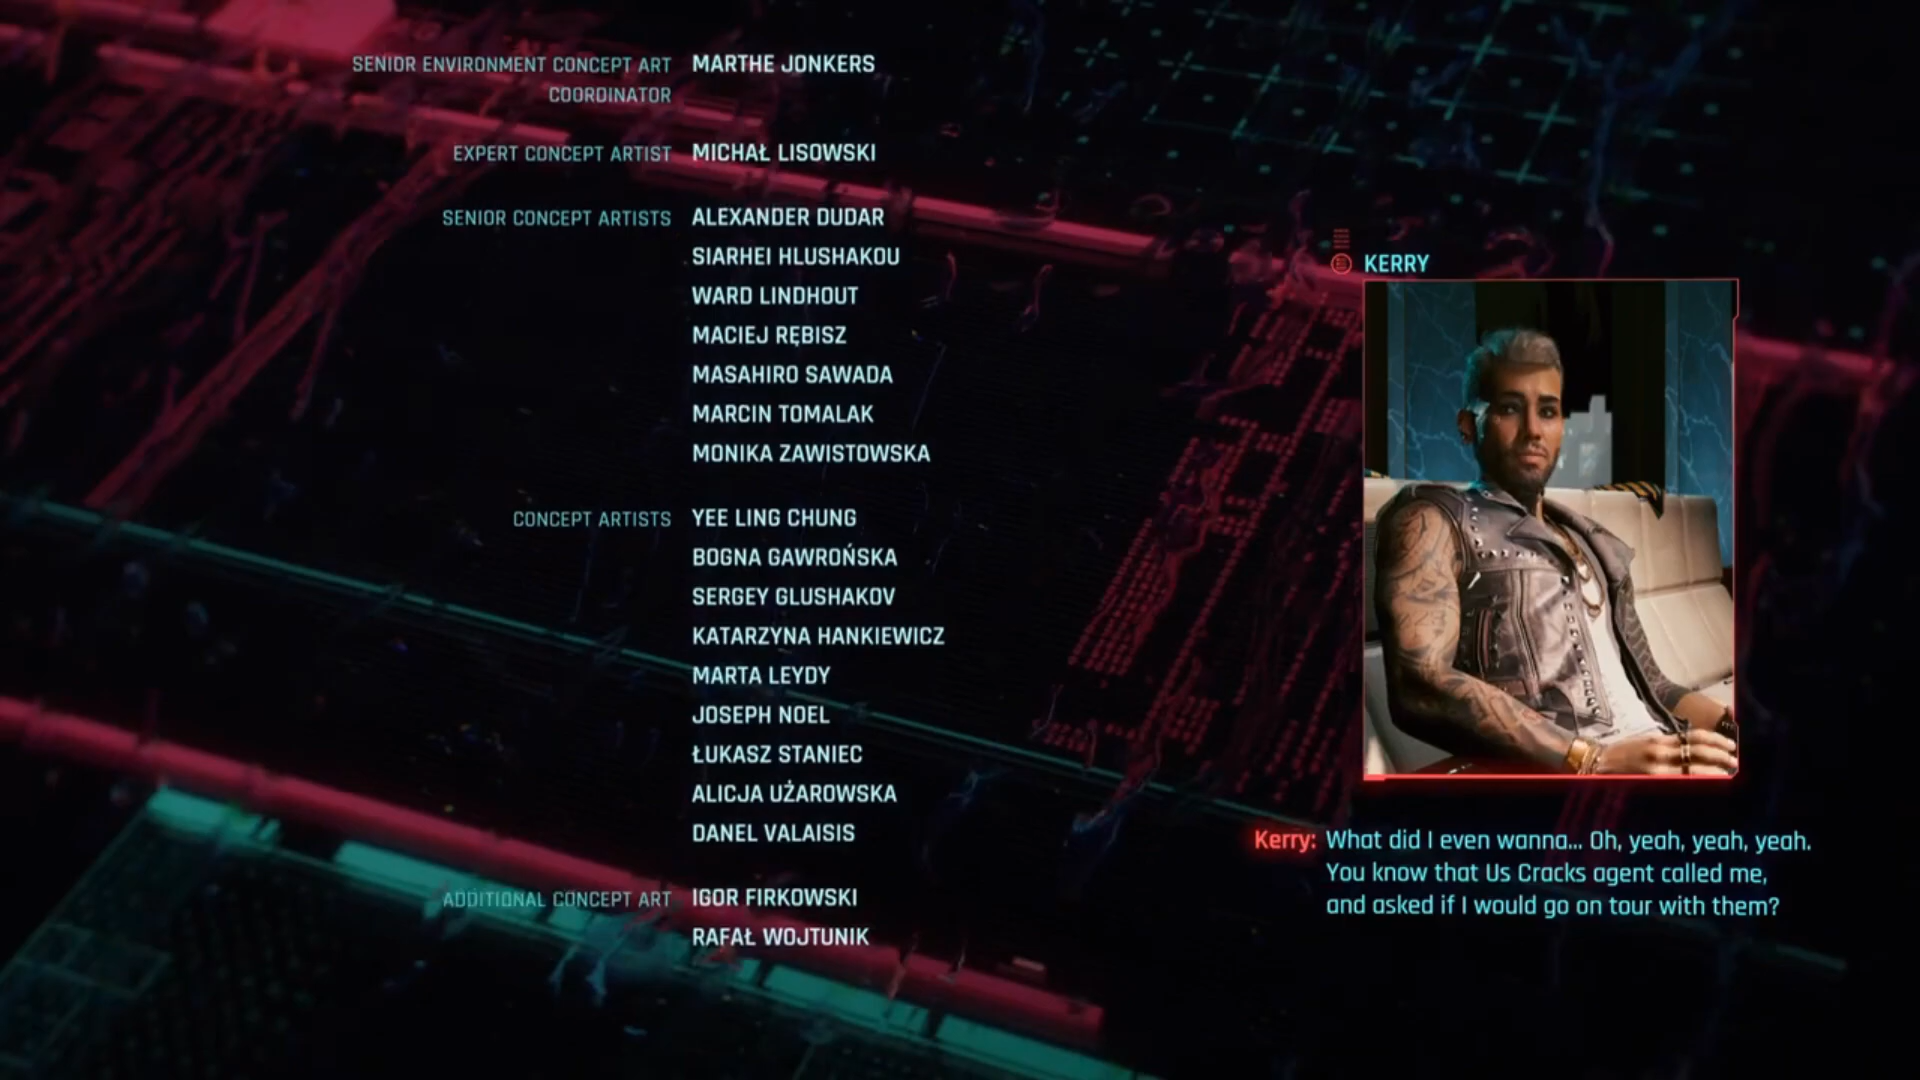 SENIOR ENVIRONMENT CONCEPT ART MARTHE JONKERS
COORDINATOR
EXPERT CONCEPT ARTIST MICHAŁ LISOWSKI
SENIOR CONCEPT ARTISTS ALEXANDER DUDAR
SIARHEI HLUSHAKOU
WARD LINDHOUT
MACIEJ RĘBISZ
MASAHIRO SAWADA
MARCIN TOMALAK
MONIKA ZAWISTOWSKA
CONCEPT ARTISTS YEE LING CHUNG
BOGNA GAWROŃSKA
SERGEY GLUSHAKOV
KATARZYNA HANKIEWICZ
MARTA LEYDY
JOSEPH NOEL
ŁUKASZ STANIEC
ALICJA UŻAROWSKA
DANEL VALAISIS
ADDITIONAL CONCEPT ART IGOR FIRKOWSKI
RAFAŁ WOJTUNIK
KERRY
Kerry: What did I even wanna... Oh, yeah, yeah, yeah.
You know that Us Cracks agent called me,
and asked if I would go on tour with them?